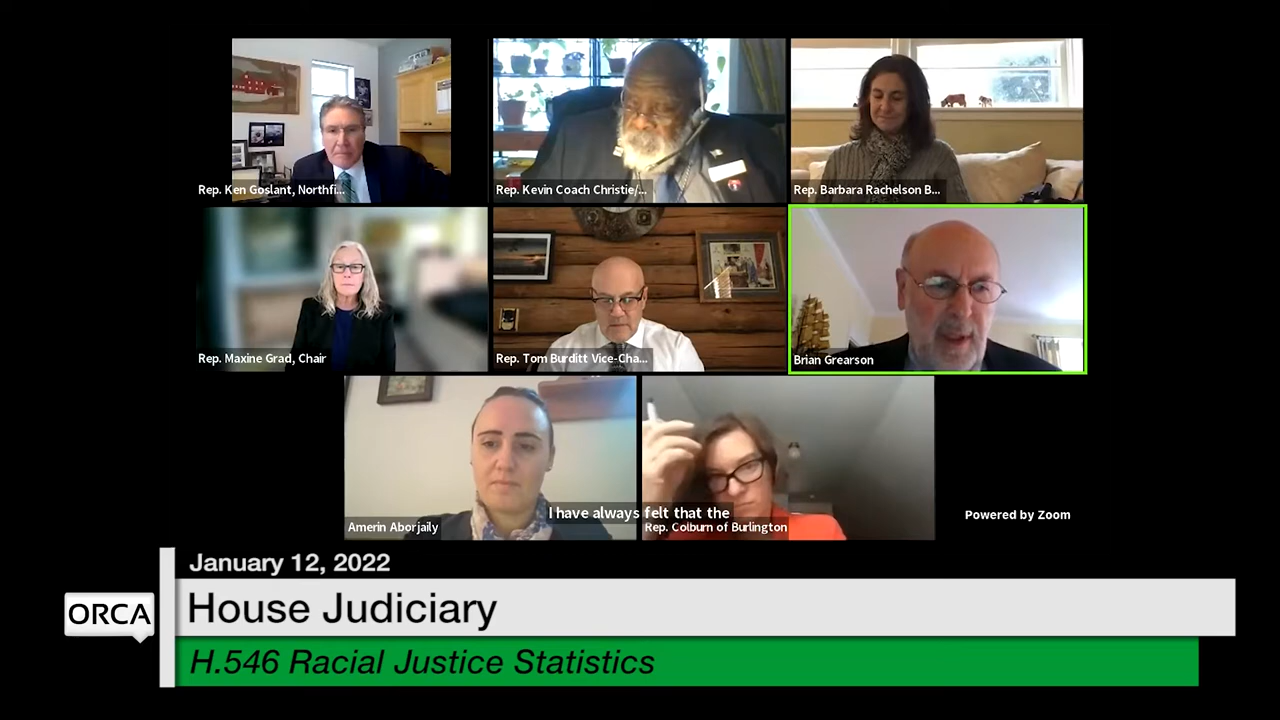 Rep. Ken Goslant, Northfi...
Rep. Kevin Coach Christie/...
Rep. Barbara Rachelson B...
Rep. Maxine Grad, Chair
Rep. Tom Burditt Vice-Cha...
Brian Grearson
I have always felt that the
Amerin Aborjaily
Rep. Colburn of Burlington
Powered by Zoom
January 12, 2022
ORCA
House Judiciary
H.546 Racial Justice Statistics